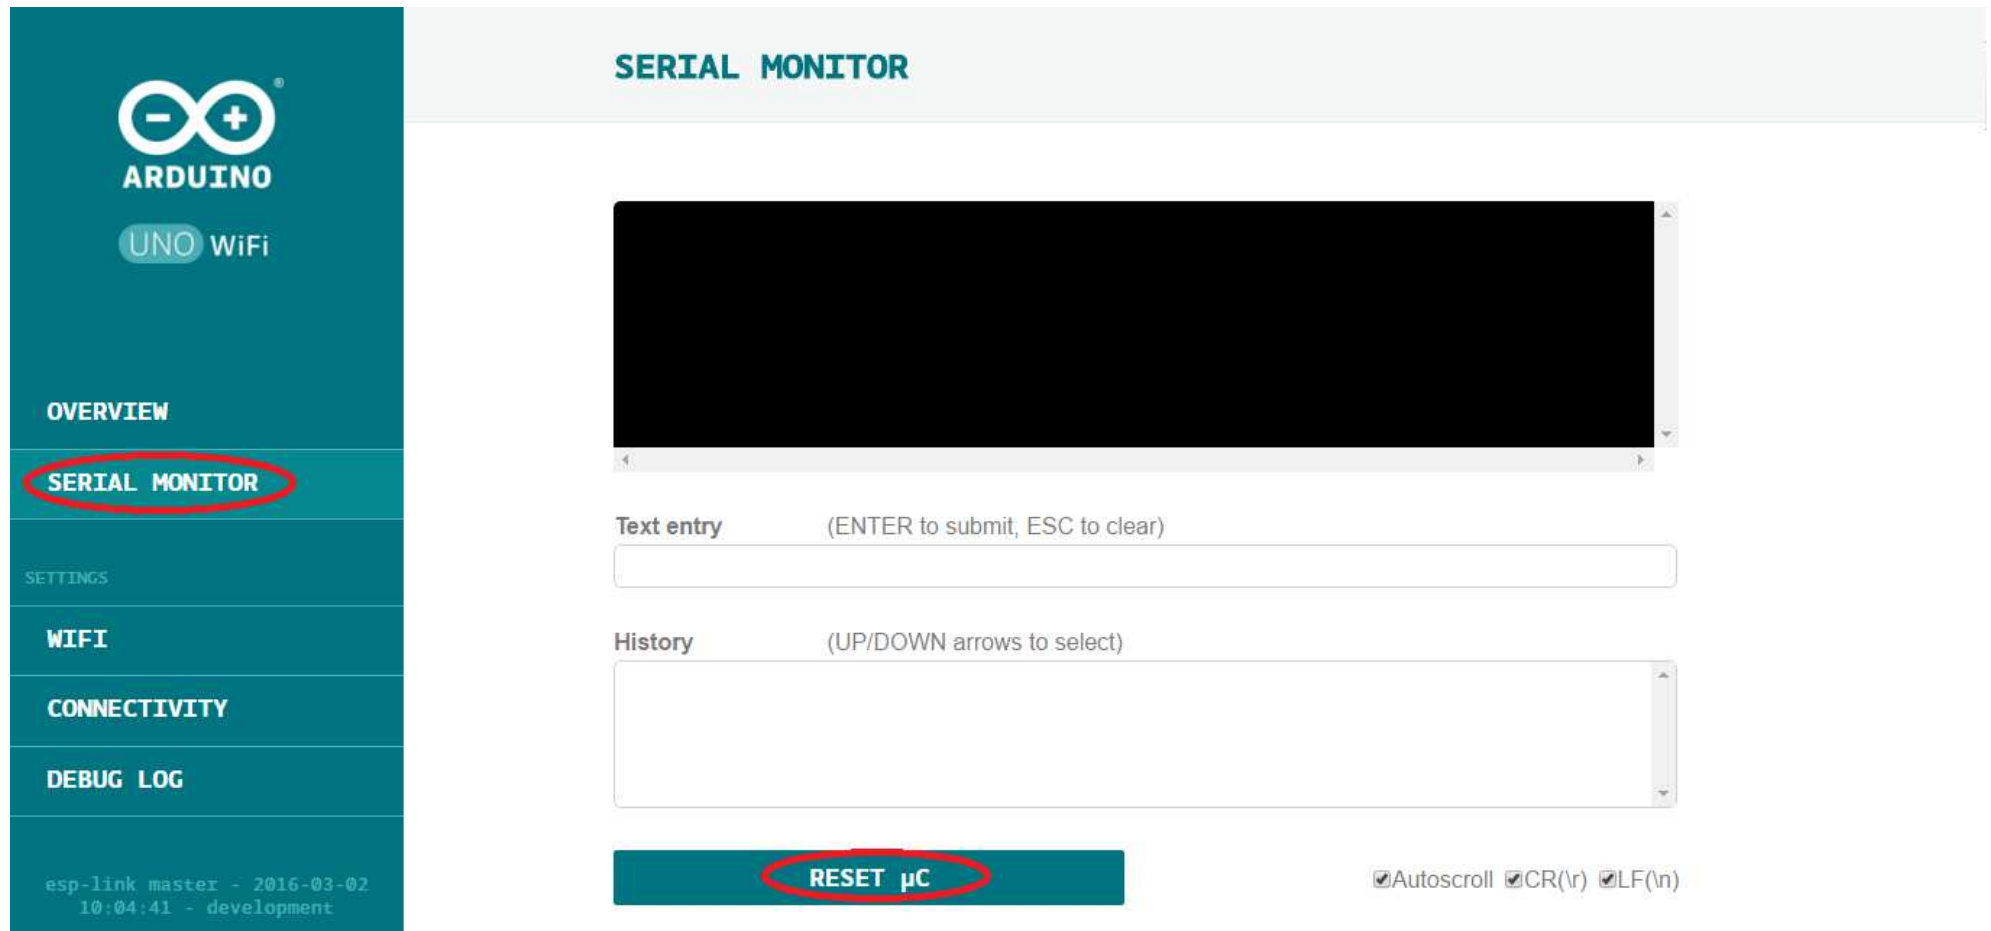 ®
ARDUINO
UNO WiFi
OVERVIEW
SERIAL MONITOR
SETTINGS
WIFI
CONNECTIVITY
DEBUG LOG
esp-link master - 2016-03-02
10:04:41 - development
SERIAL MONITOR
Text entry (ENTER to submit, ESC to clear)
History (UP/DOWN arrows to select)
RESET µC
Autoscroll CR(\r) LF(\n)